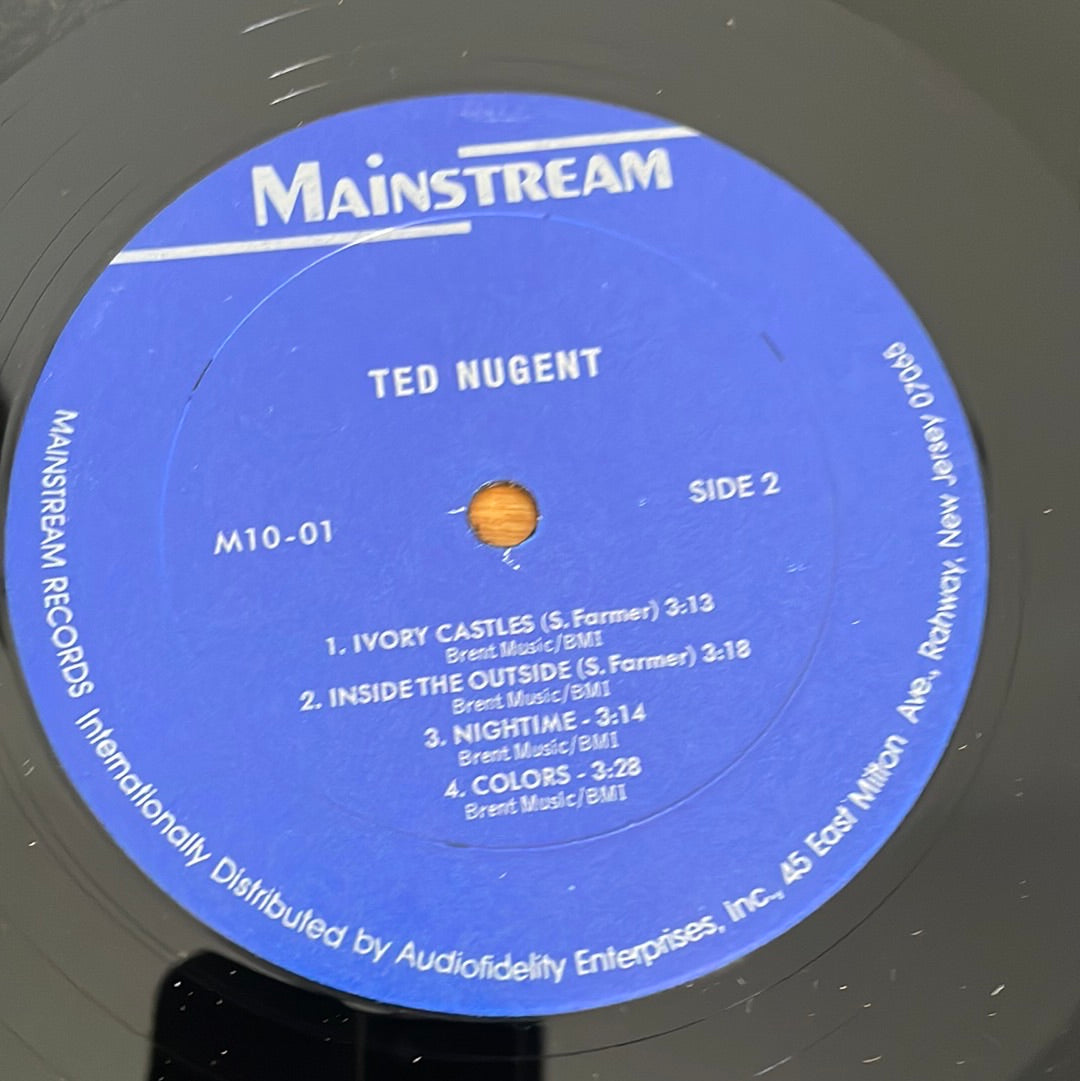 MAiNSTREAM
TED NUGENT
M10-01
SIDE 2
1. IVORY CASTLES (S. Farmer) 3:13
Brent Music/BMI
2. INSIDE THE OUTSIDE (S. Farmer) 3:18
Brent Music/BMI
3. NIGHTIME - 3:14
Brent Music/BMI
4. COLORS - 3:28
Brent Music/BMI
MAINSTREAM RECORDS Internationally Distributed by Audiofidelity Enterprises, Inc., 45 East Milton Ave., Rahway, New Jersey 07065